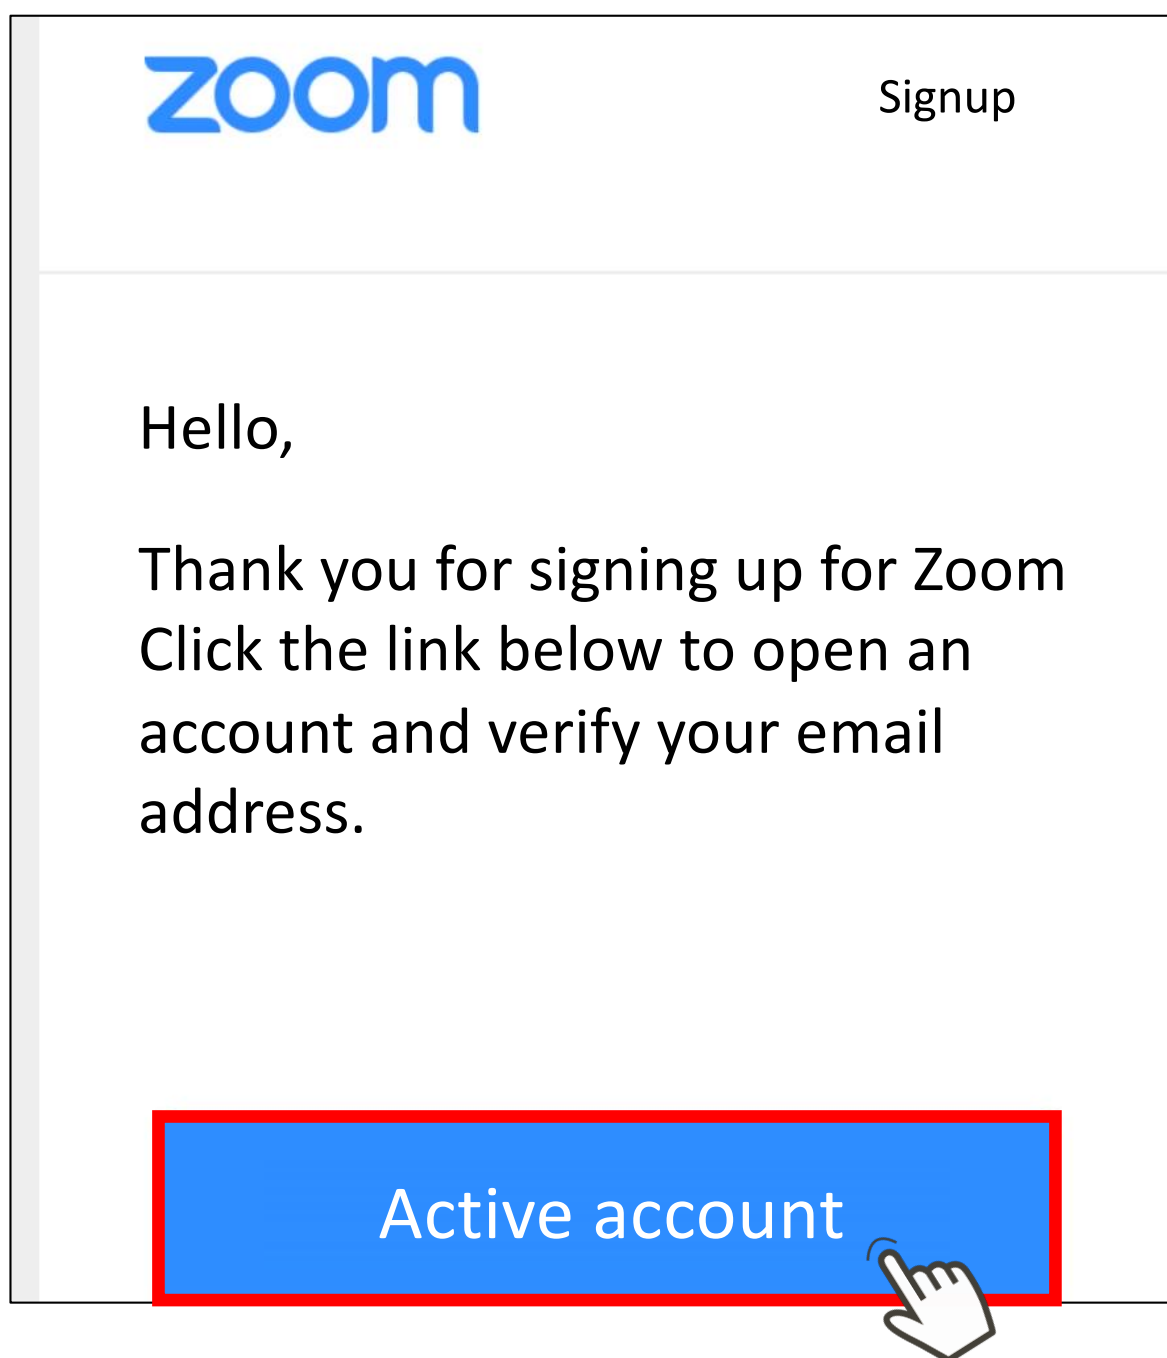 zoom
Signup
Hello,
Thank you for signing up for Zoom
Click the link below to open an
account and verify your email
address.
Active account